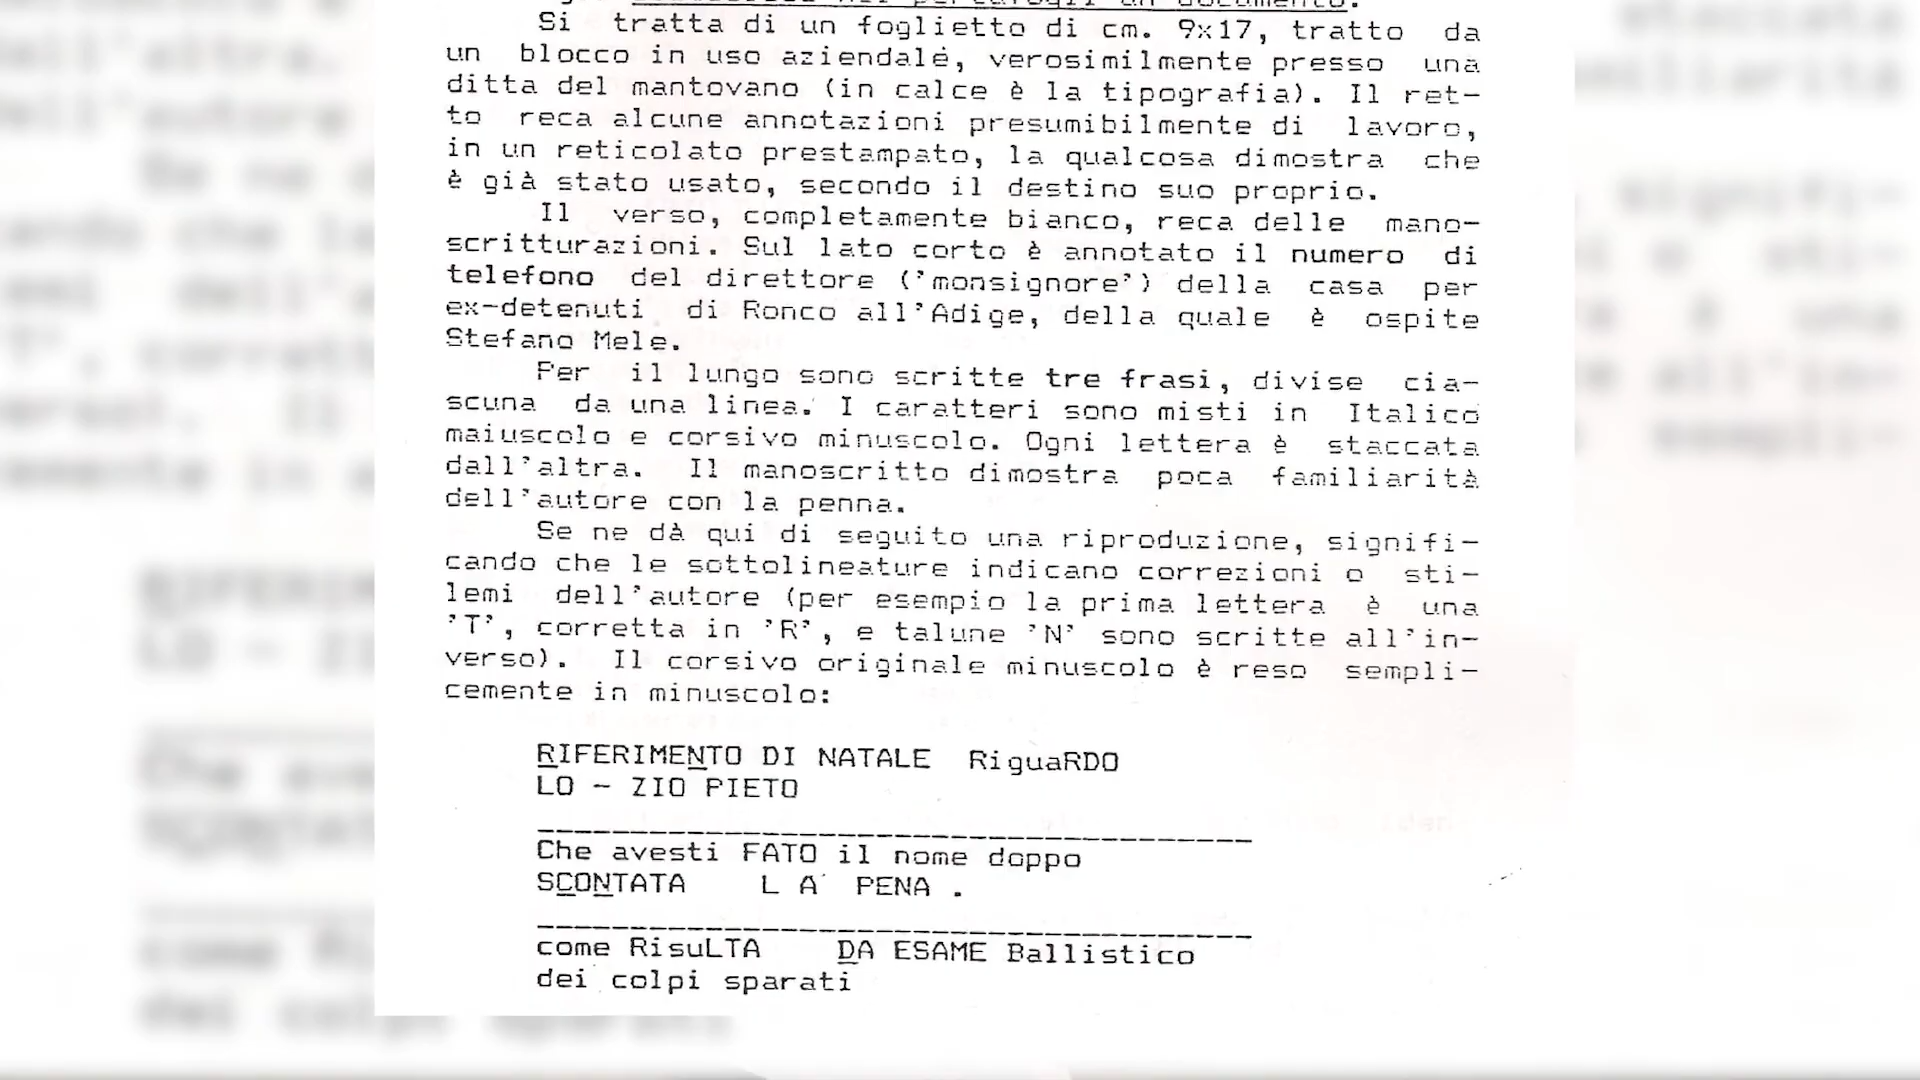 portafogli un documento.
Si tratta di un foglietto di cm. 9x17, tratto da
un blocco in uso aziendale, verosimilmente presso una
ditta del mantovano (in calce è la tipografia). Il ret-
to reca alcune annotazioni presumibilmente di lavoro,
in un reticolato prestampato, la qualcosa dimostra che
è già stato usato, secondo il destino suo proprio.
Il verso, completamente bianco, reca delle mano-
scritturazioni. Sul lato corto è annotato il numero di
telefono del direttore ('monsignore') della casa per
ex-detenuti di Ronco all'Adige, della quale è ospite
Stefano Mele.
Per il lungo sono scritte tre frasi, divise cia-
scuna da una linea. I caratteri sono misti in Italico
maiuscolo e corsivo minuscolo. Ogni lettera è staccata
dall'altra. Il manoscritto dimostra poca familiarità
dell'autore con la penna.
Se ne dà qui di seguito una riproduzione, signifi-
cando che le sottolineature indicano correzioni o sti-
lemi dell'autore (per esempio la prima lettera è una
'T', corretta in 'R', e talune 'N' sono scritte all'in-
verso). Il corsivo originale minuscolo è reso sempli-
cemente in minuscolo:
RIFERIMENTO DI NATALE RiguaRDO
LO - ZIO PIETO
Che avesti FATO il nome doppo
SCONTATA L A' PENA .
come RisuLTA DA ESAME Ballistico
dei colpi sparati